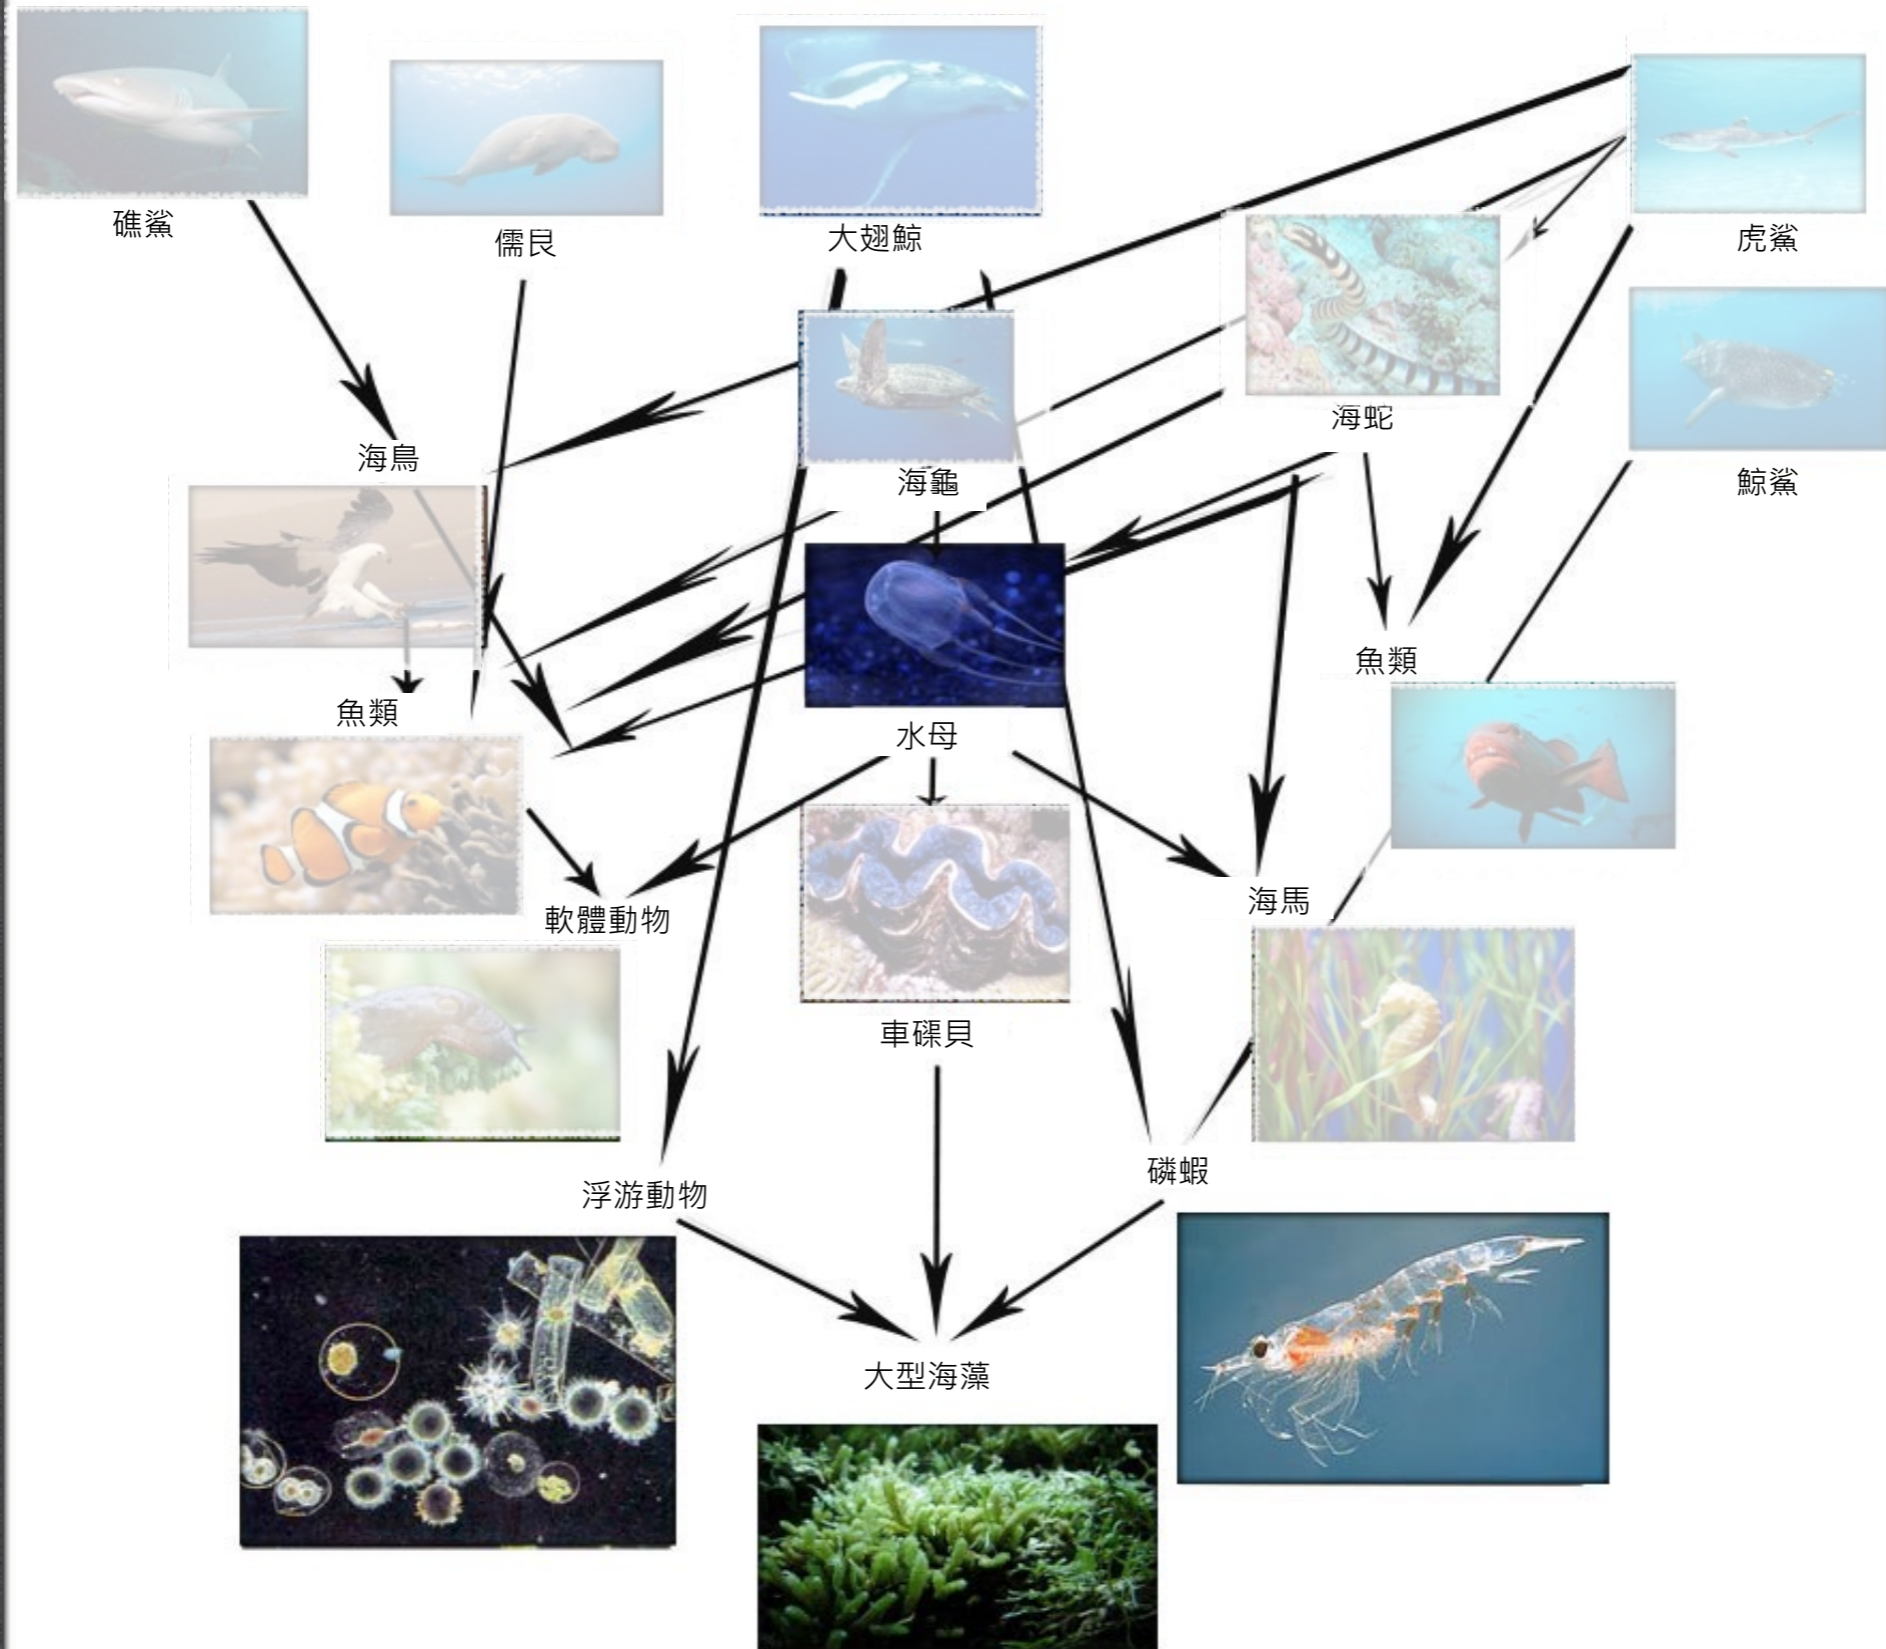 礁鯊
儒艮
大翅鯨
虎鯊
海蛇
海鳥
海龜
鯨鯊
魚類
魚類
水母
海馬
軟體動物
車磲貝
磷蝦
浮游動物
大型海藻